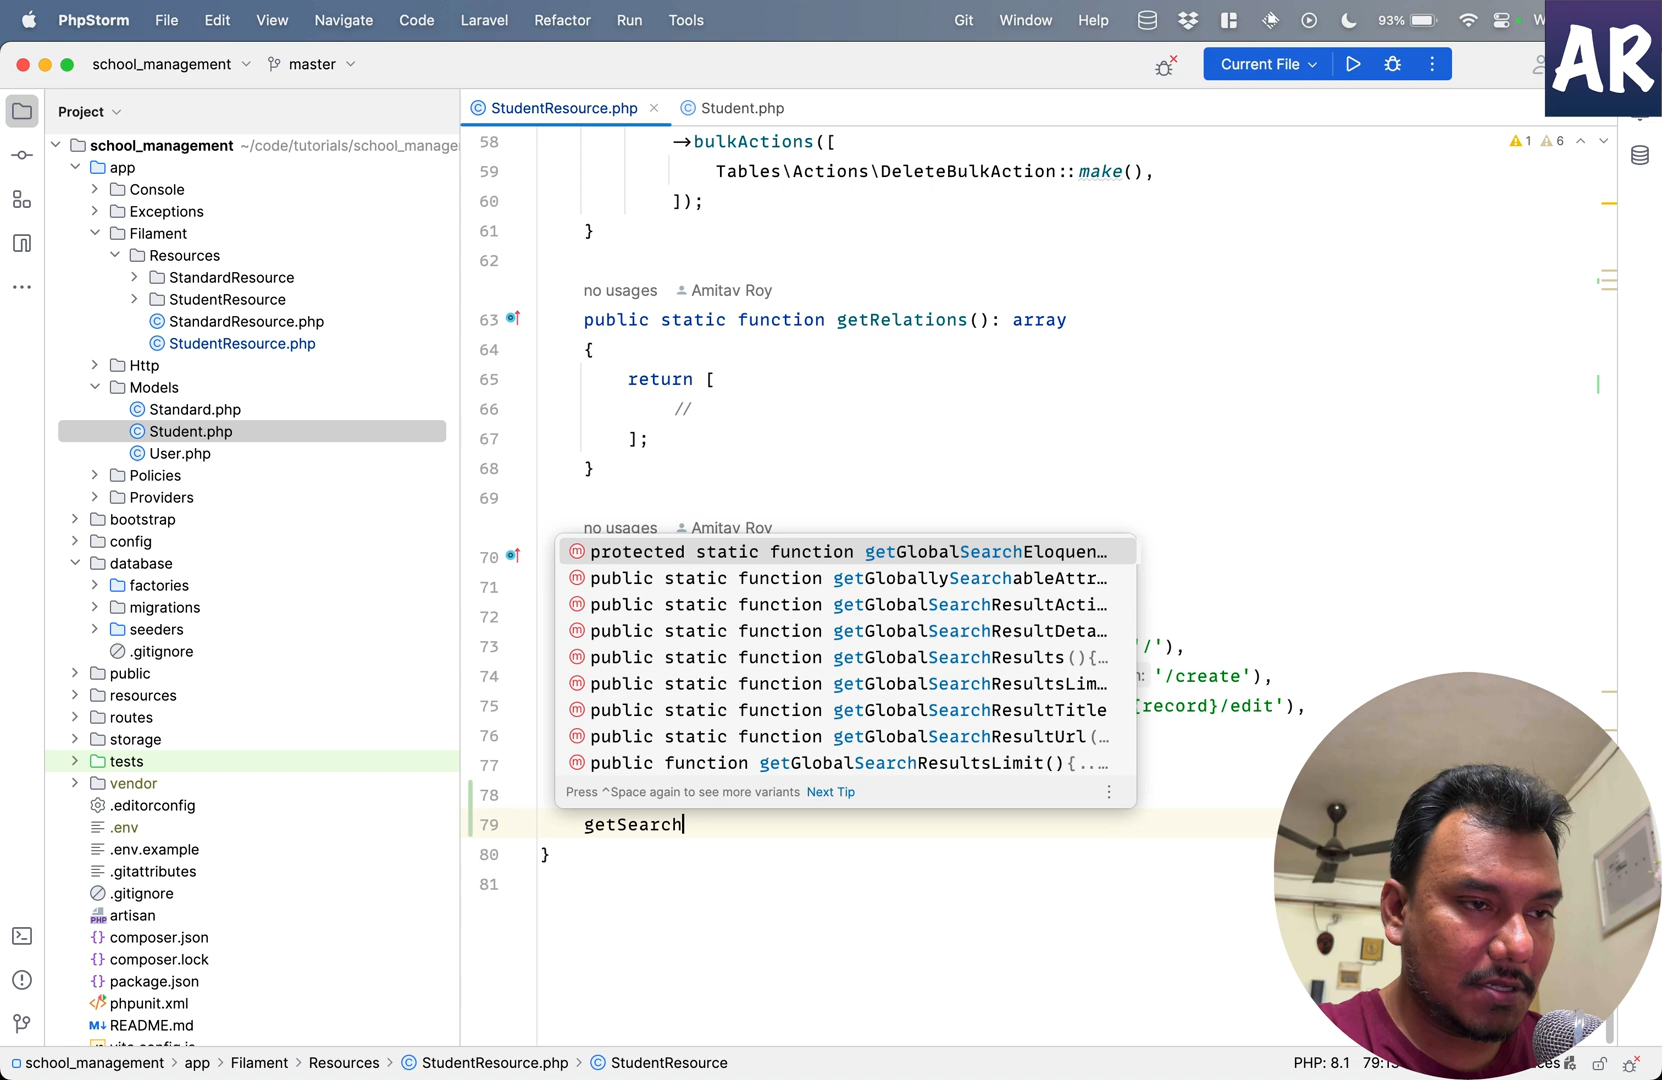 PhpStorm File Edit View Navigate Code Laravel Refactor Run Tools Git Window Help 93%
AR
school_management master Current File
Project
StudentResource.php Student.php
school_management ~/code/tutorials/school_manage
app
Console
Exceptions
Filament
Resources
StandardResource
StudentResource
StandardResource.php
StudentResource.php
Http
Models
Standard.php
Student.php
User.php
Policies
Providers
bootstrap
config
database
factories
migrations
seeders
.gitignore
public
resources
routes
storage
tests
vendor
.editorconfig
.env
.env.example
.gitattributes
.gitignore
artisan
composer.json
composer.lock
package.json
phpunit.xml
README.md
1 6
58 →bulkActions([
59 Tables\Actions\DeleteBulkAction::make(),
60 ]);
61 }
62
no usages Amitav Roy
63 public static function getRelations(): array
64 {
65 return [
66 //
67 ];
68 }
69
no usages Amitav Roy
70
71
72
73 '/'),
74 '/create'),
75 record}/edit'),
76
77
78
79 getSearch
80 }
81
protected static function getGlobalSearchEloquen…
public static function getGloballySearchableAttr…
public static function getGlobalSearchResultActi…
public static function getGlobalSearchResultDeta…
public static function getGlobalSearchResults(){…
public static function getGlobalSearchResultsLim…
public static function getGlobalSearchResultTitle
public static function getGlobalSearchResultUrl(…
public function getGlobalSearchResultsLimit(){...…
Press ^Space again to see more variants Next Tip
school_management > app > Filament > Resources > StudentResource.php > StudentResource PHP: 8.1